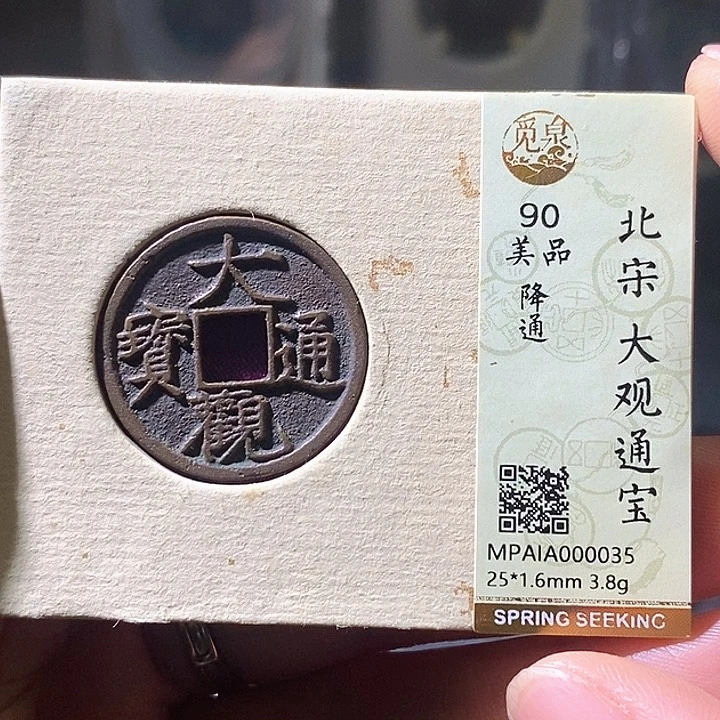 大
觀
通
寶
覓泉
90
美品
降通
北宋 大观通宝
MPAIA000035
25*1.6mm 3.8g
SPRING SEEKING